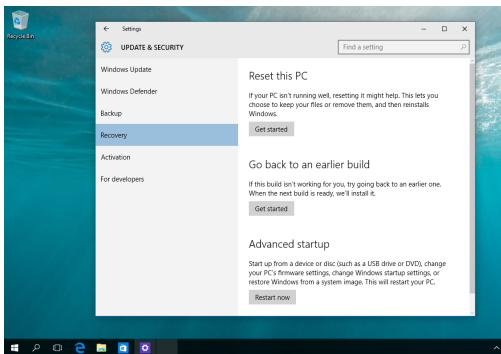 Recycle Bin
Settings
UPDATE & SECURITY
Find a setting
Windows Update
Windows Defender
Backup
Recovery
Activation
For developers
Reset this PC
If your PC isn't running well, resetting it might help. This lets you
choose to keep your files or remove them, and then reinstalls
Windows.
Get started
Go back to an earlier build
If this build isn't working for you, try going back to an earlier one.
When the next build is ready, we'll install it.
Get started
Advanced startup
Start up from a device or disc (such as a USB drive or DVD), change
your PC's firmware settings, change Windows startup settings, or
restore Windows from a system image. This will restart your PC.
Restart now